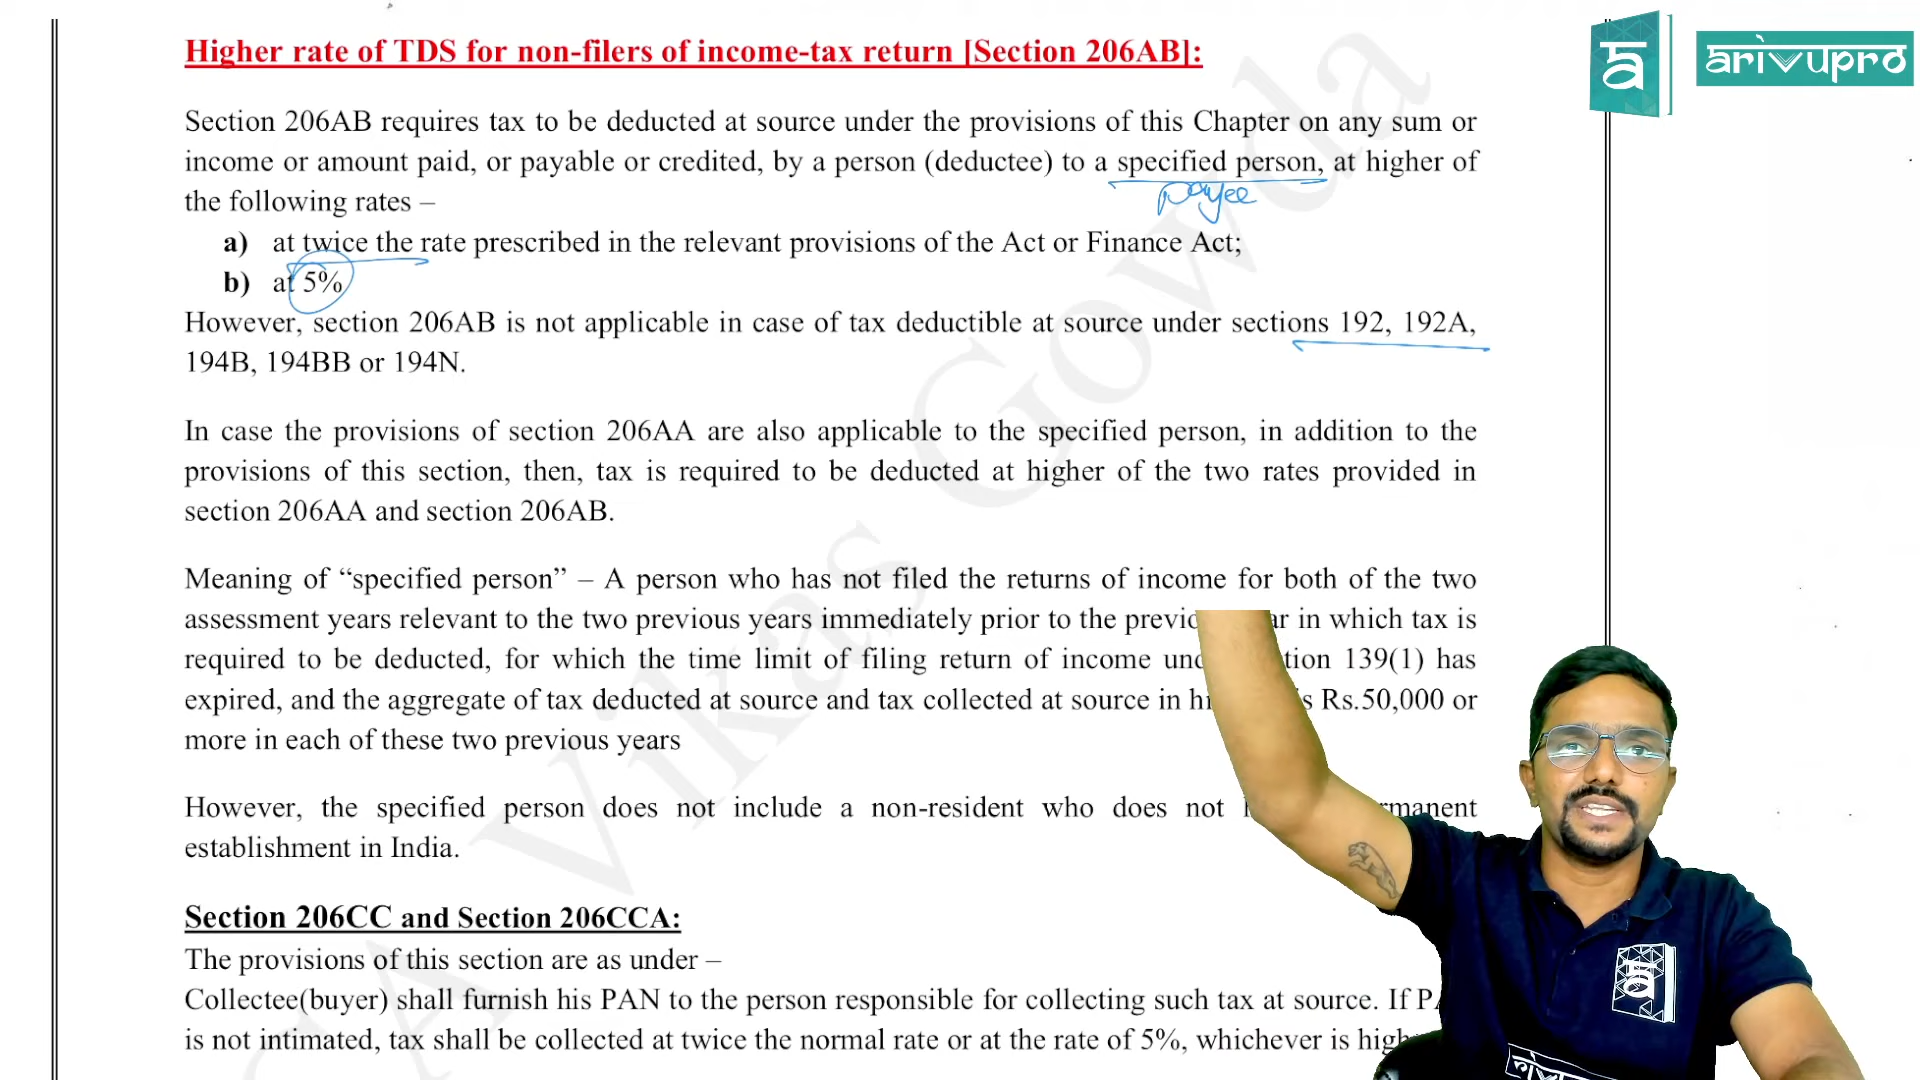 Higher rate of TDS for non-filers of income-tax return [Section 206AB]:
arivupro
Section 206AB requires tax to be deducted at source under the provisions of this Chapter on any sum or
income or amount paid, or payable or credited, by a person (deductee) to a specified person, at higher of
payee
the following rates –
a) at twice the rate prescribed in the relevant provisions of the Act or Finance Act;
b) at 5%
However, section 206AB is not applicable in case of tax deductible at source under sections 192, 192A,
194B, 194BB or 194N.
In case the provisions of section 206AA are also applicable to the specified person, in addition to the
provisions of this section, then, tax is required to be deducted at higher of the two rates provided in
section 206AA and section 206AB.
Meaning of “specified person” – A person who has not filed the returns of income for both of the two
assessment years relevant to the two previous years immediately prior to the in which tax is
required to be deducted, for which the time limit of filing return of income 139(1) has
expired, and the aggregate of tax deducted at source and tax collected at source in Rs.50,000 or
more in each of these two previous years
However, the specified person does not include a non-resident who does not
establishment in India.
Section 206CC and Section 206CCA:
The provisions of this section are as under –
Collectee(buyer) shall furnish his PAN to the person responsible for collecting such tax at source. If
is not intimated, tax shall be collected at twice the normal rate or at the rate of 5%, whichever is
CA Vikas Gowda